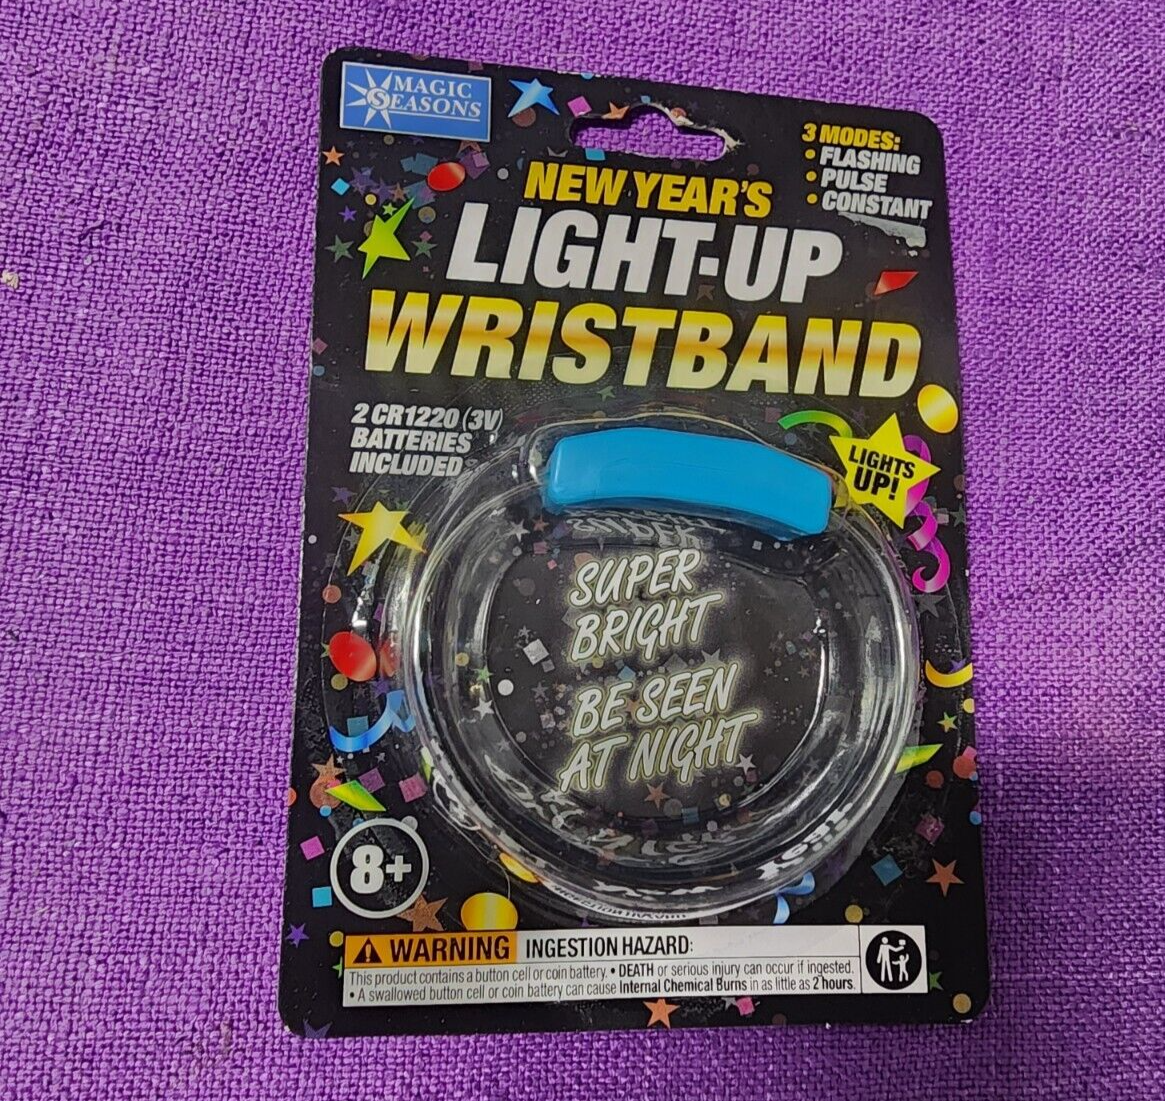 MAGIC
SEASONS
3 MODES:
• FLASHING
• PULSE
• CONSTANT
NEW YEAR'S
LIGHT-UP
WRISTBAND
2 CR1220 (3V)
BATTERIES
INCLUDED
LIGHTS
UP!
SUPER
BRIGHT
BE SEEN
AT NIGHT
8+
WARNING INGESTION HAZARD:
This product contains a button cell or coin battery. • DEATH or serious injury can occur if ingested.
• A swallowed button cell or coin battery can cause Internal Chemical Burns in as little as 2 hours.